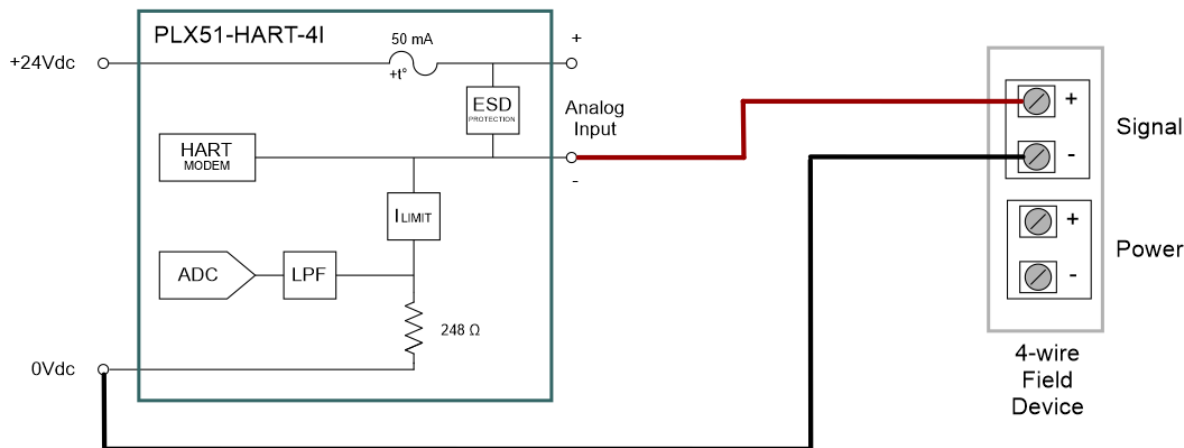 PLX51-HART-4I
50 mA
+t°
+24Vdc
+
ESD
PROTECTION
Analog
Input
-
HART
MODEM
I LIMIT
ADC
LPF
248 Ω
0Vdc
+
Signal
-
+
Power
-
4-wire
Field
Device